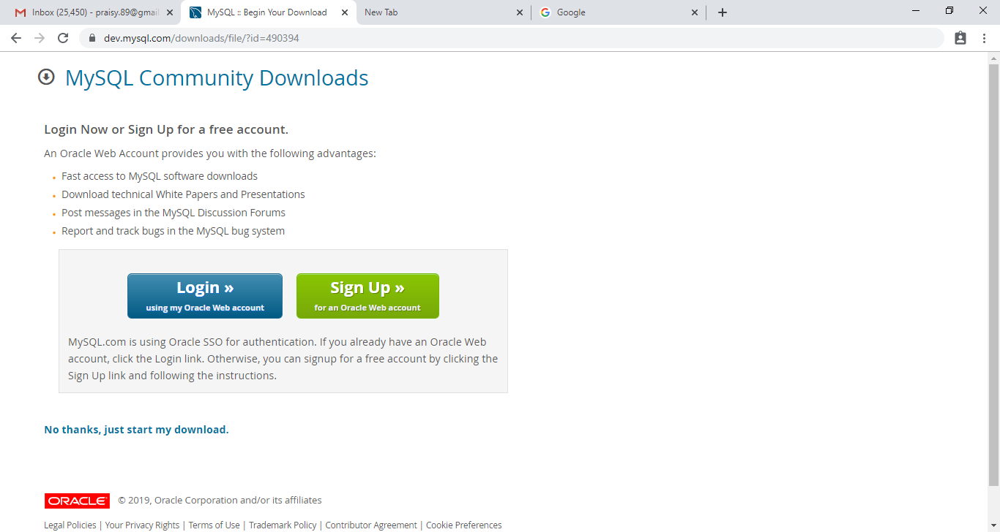 Inbox (25,450) - praisy.89@gmai
MySQL :: Begin Your Download
New Tab
Google
dev.mysql.com/downloads/file/?id=490394
MySQL Community Downloads
Login Now or Sign Up for a free account.
An Oracle Web Account provides you with the following advantages:
Fast access to MySQL software downloads
Download technical White Papers and Presentations
Post messages in the MySQL Discussion Forums
Report and track bugs in the MySQL bug system
Login »
using my Oracle Web account
Sign Up »
for an Oracle Web account
MySQL.com is using Oracle SSO for authentication. If you already have an Oracle Web
account, click the Login link. Otherwise, you can signup for a free account by clicking the
Sign Up link and following the instructions.
No thanks, just start my download.
ORACLE © 2019, Oracle Corporation and/or its affiliates
Legal Policies | Your Privacy Rights | Terms of Use | Trademark Policy | Contributor Agreement | Cookie Preferences